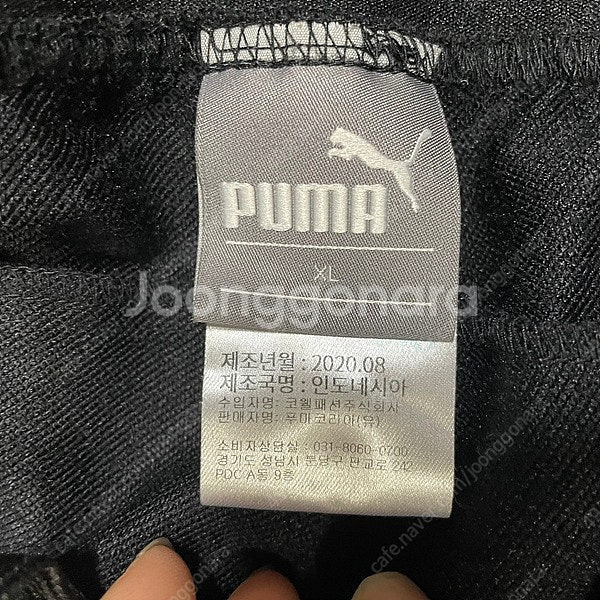 PUMA
XL
Joonggonara
제조년월 : 2020.08
제조국명 : 인도네시아
수입자명: 코웰패션주식회사
판매자명: 푸마코리아(유)
소비자상담실 : 031-8060-0700
경기도 성남시 분당구 판교로 242
PDC A동 9층